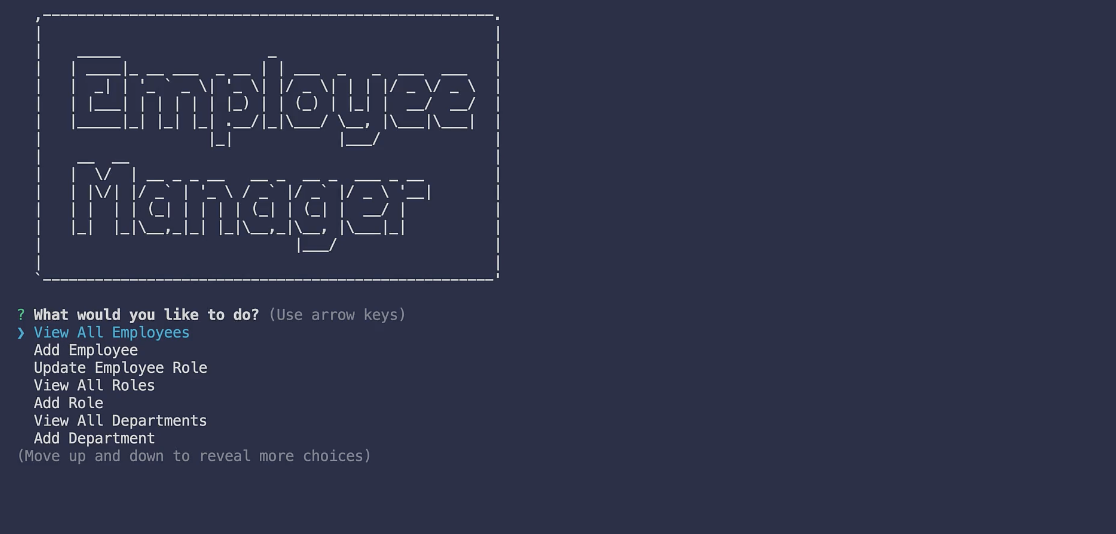 Employee
Manager
? What would you like to do? (Use arrow keys)
❯ View All Employees
Add Employee
Update Employee Role
View All Roles
Add Role
View All Departments
Add Department
(Move up and down to reveal more choices)